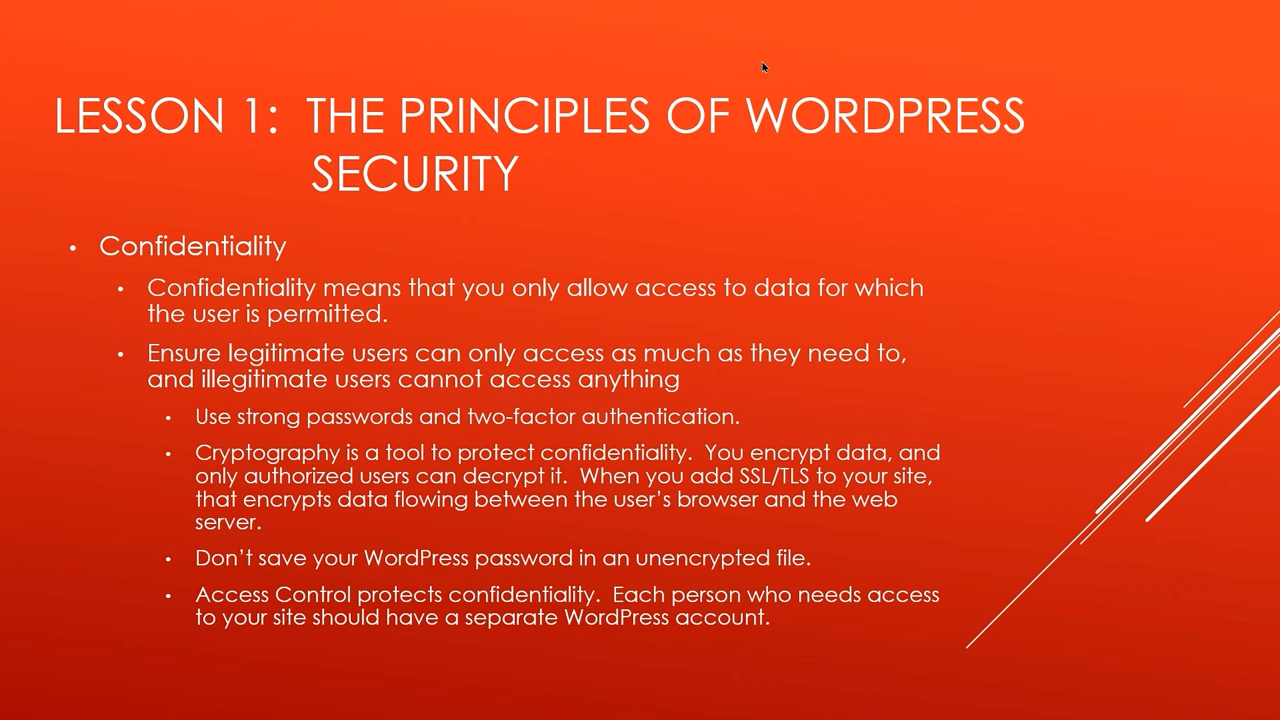 LESSON 1:  THE PRINCIPLES OF WORDPRESS
SECURITY
• Confidentiality
• Confidentiality means that you only allow access to data for which
the user is permitted.
• Ensure legitimate users can only access as much as they need to,
and illegitimate users cannot access anything
• Use strong passwords and two-factor authentication.
• Cryptography is a tool to protect confidentiality.  You encrypt data, and
only authorized users can decrypt it.  When you add SSL/TLS to your site,
that encrypts data flowing between the user’s browser and the web
server.
• Don’t save your WordPress password in an unencrypted file.
• Access Control protects confidentiality.  Each person who needs access
to your site should have a separate WordPress account.